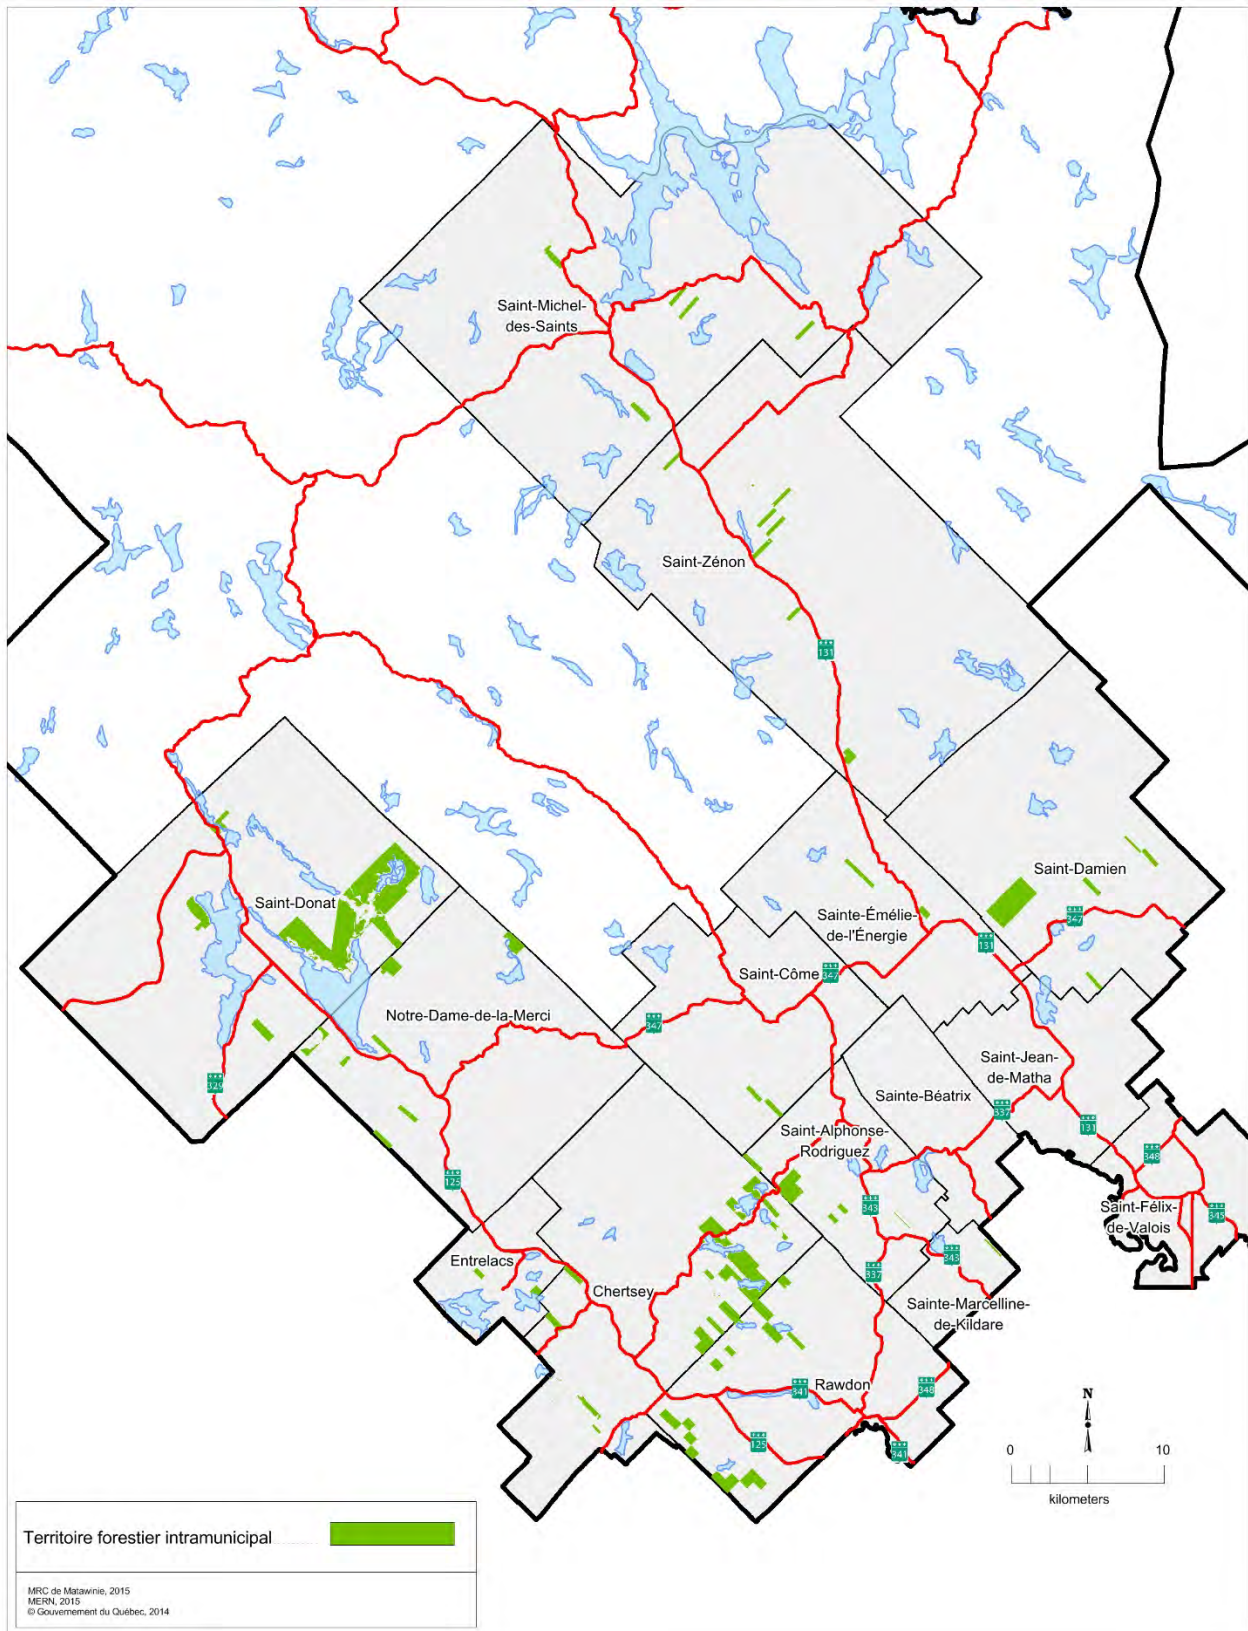 Saint-Michel-
des-Saints
Saint-Zénon
131
Saint-Damien
Saint-Donat
Sainte-Émélie-
de-l'Énergie
347
131
Saint-Côme
347
Notre-Dame-de-la-Merci
347
Saint-Jean-
de-Matha
329
Sainte-Béatrix
337
131
Saint-Alphonse-
Rodriguez
348
125
343
Saint-Félix-
de-Valois
345
Entrelacs
343
337
Chertsey
Sainte-Marcelline-
de-Kildare
Rawdon
341
348
125
341
N
0 10
kilometers
Territoire forestier intramunicipal
MRC de Matawinie, 2015
MERN, 2015
© Gouvernement du Québec, 2014